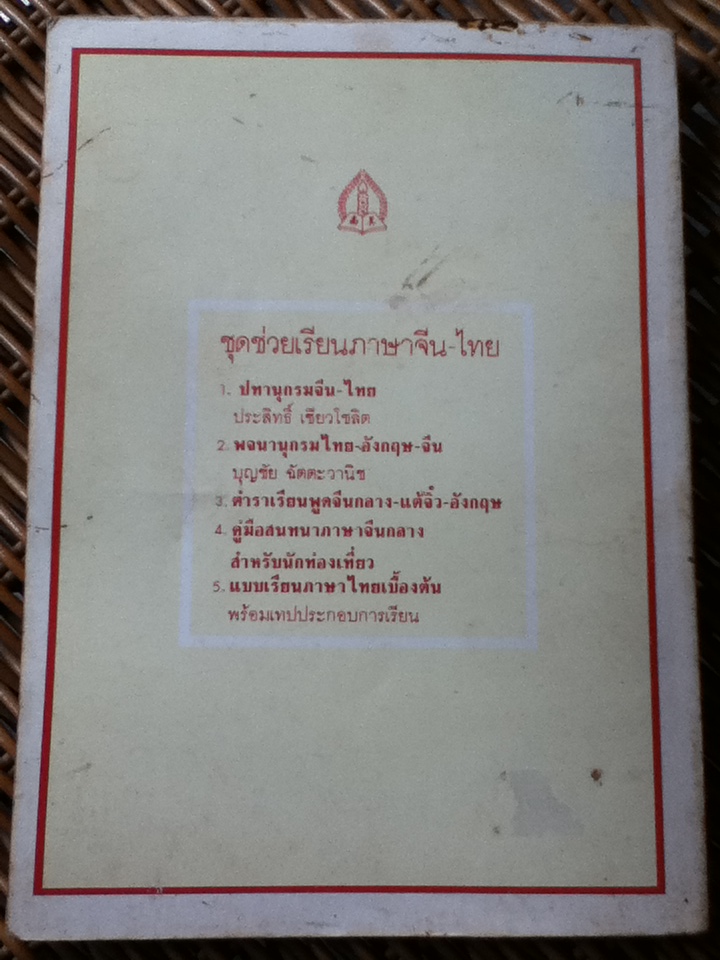 ชุดช่วยเรียนภาษาจีน-ไทย
1. ปทานุกรมจีน-ไทย
ประสิทธิ์ เชียวโชลิต
2. พจนานุกรมไทย-อังกฤษ-จีน
บุญชัย ฉัตตะวานิช
3. ตำราเรียนพูดจีนกลาง-แต้จิ๋ว-อังกฤษ
4. คู่มือสนทนาภาษาจีนกลาง
สำหรับนักท่องเที่ยว
5. แบบเรียนภาษาไทยเบื้องต้น
พร้อมเทปประกอบการเรียน